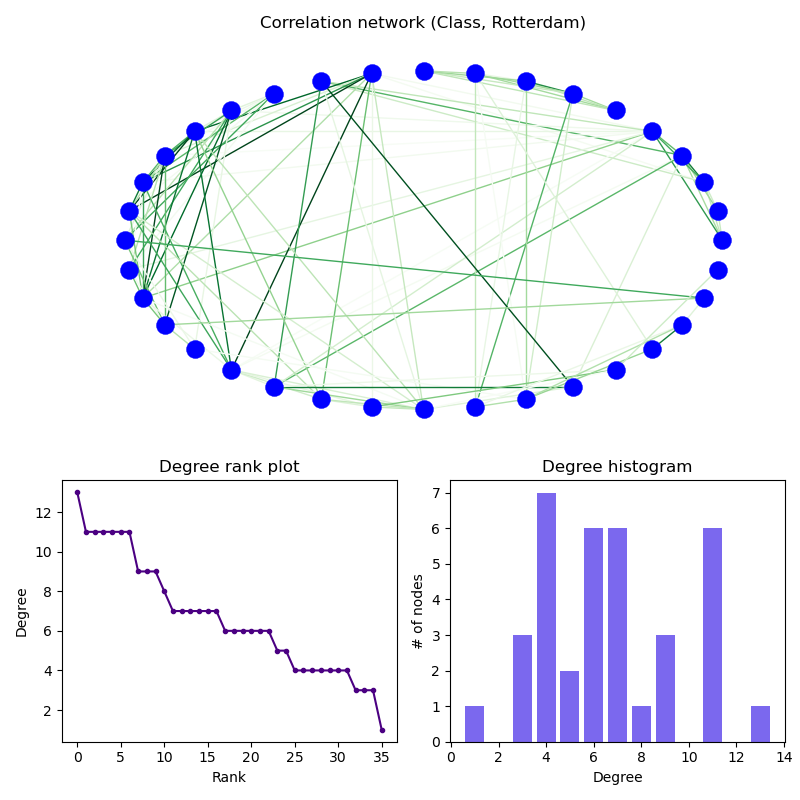 Correlation network (Class, Rotterdam)
Degree rank plot
Degree
12
10
8
6
4
2
0 5 10 15 20 25 30 35
Rank
Degree histogram
# of nodes
7
6
5
4
3
2
1
0
0 2 4 6 8 10 12 14
Degree